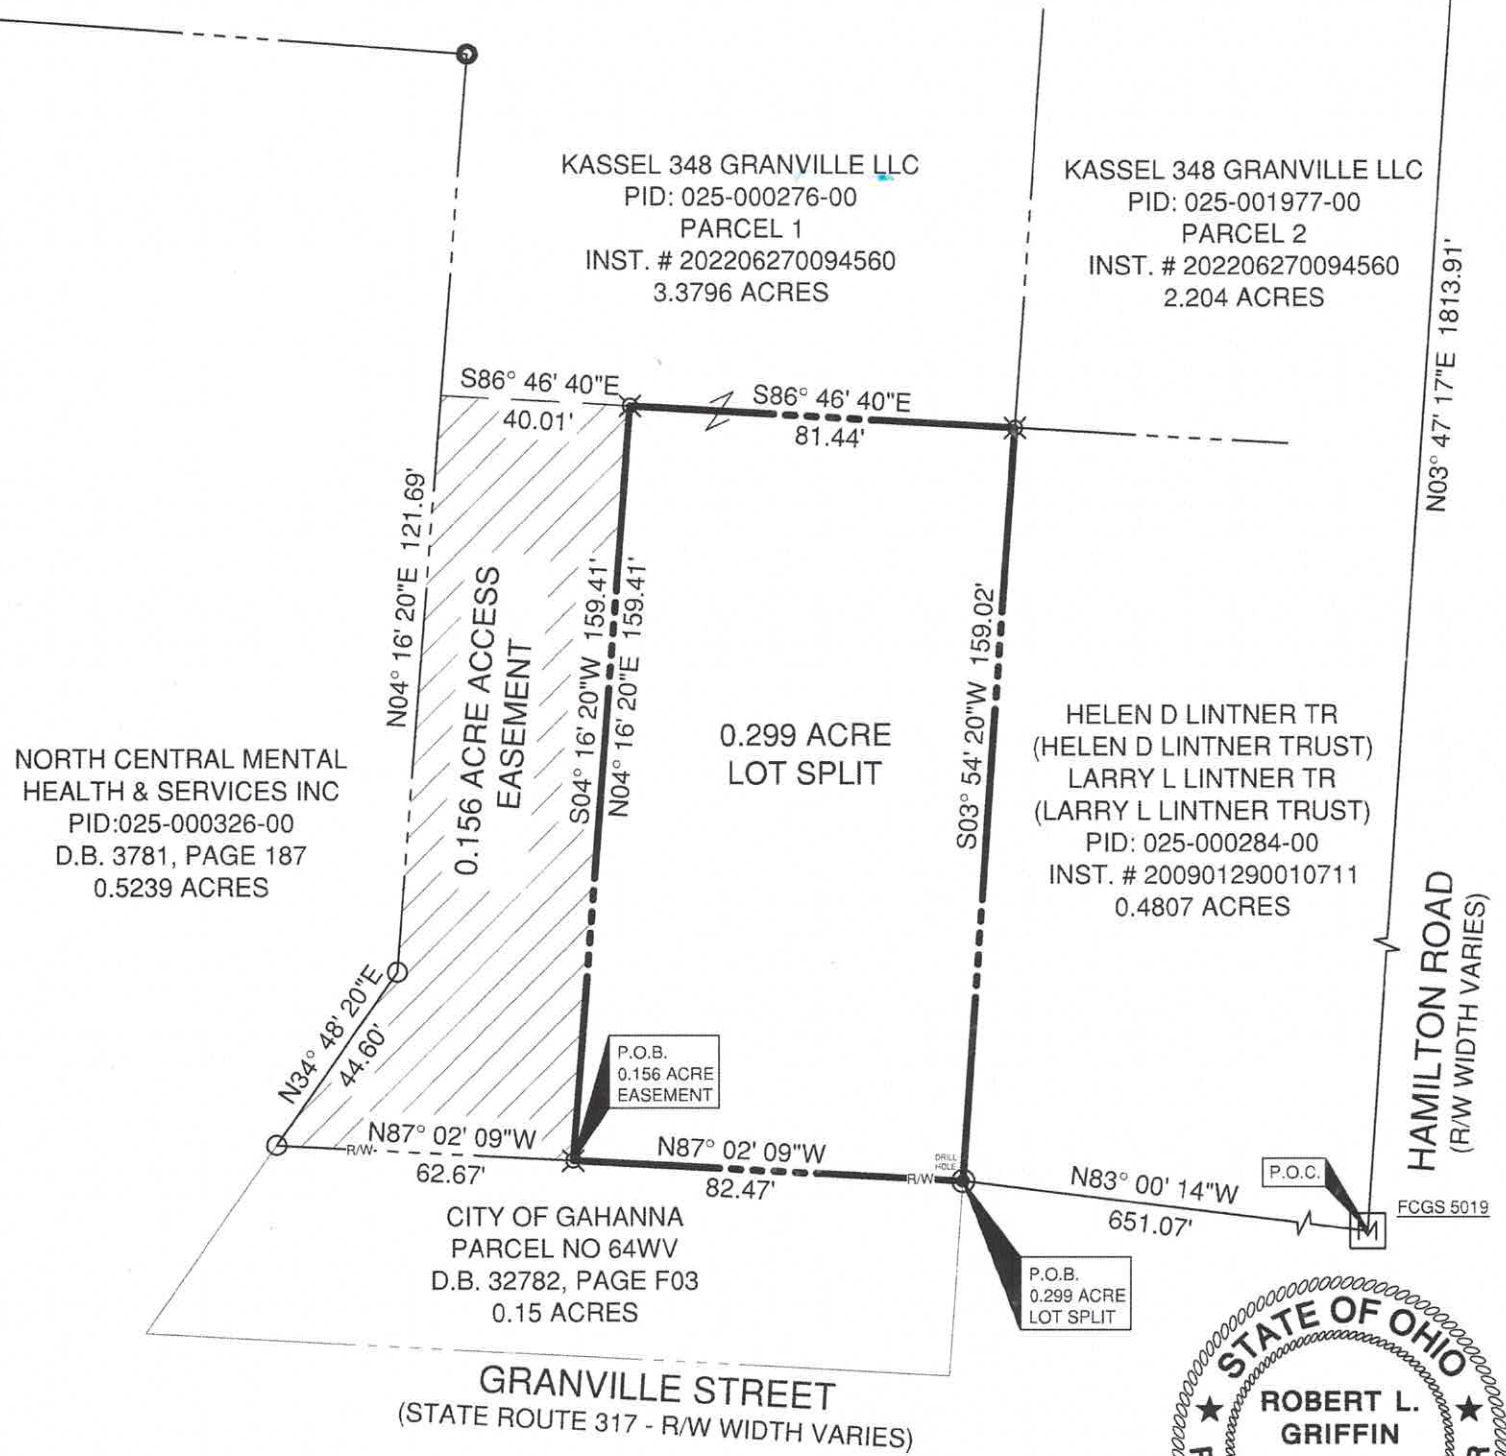 KASSEL 348 GRANVILLE LLC
PID: 025-000276-00
PARCEL 1
INST. # 202206270094560
3.3796 ACRES
KASSEL 348 GRANVILLE LLC
PID: 025-001977-00
PARCEL 2
INST. # 202206270094560
2.204 ACRES
N03° 47' 17"E 1813.91'
S86° 46' 40"E
40.01'
S86° 46' 40"E
81.44'
N04° 16' 20"E 121.69'
0.156 ACRE ACCESS
EASEMENT
S04° 16' 20"W 159.41'
N04° 16' 20"E 159.41'
0.299 ACRE
LOT SPLIT
S03° 54' 20"W 159.02'
HELEN D LINTNER TR
(HELEN D LINTNER TRUST)
LARRY L LINTNER TR
(LARRY L LINTNER TRUST)
PID: 025-000284-00
INST. # 200901290010711
0.4807 ACRES
NORTH CENTRAL MENTAL
HEALTH & SERVICES INC
PID:025-000326-00
D.B. 3781, PAGE 187
0.5239 ACRES
HAMILTON ROAD
(R/W WIDTH VARIES)
N34° 48' 20"E
44.60'
P.O.B.
0.156 ACRE
EASEMENT
R/W
N87° 02' 09"W
62.67'
N87° 02' 09"W
82.47'
R/W
DRILL
HOLE
N83° 00' 14"W
651.07'
P.O.C.
M
FCGS 5019
CITY OF GAHANNA
PARCEL NO 64WV
D.B. 32782, PAGE F03
0.15 ACRES
P.O.B.
0.299 ACRE
LOT SPLIT
GRANVILLE STREET
(STATE ROUTE 317 - R/W WIDTH VARIES)
STATE OF OHIO
ROBERT L.
GRIFFIN